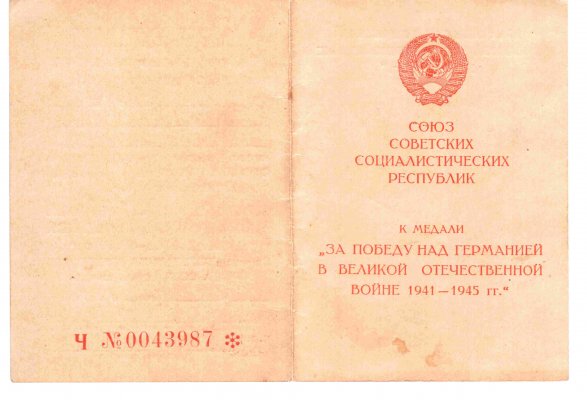 Ч №0043987
СОЮЗ
СОВЕТСКИХ
СОЦИАЛИСТИЧЕСКИХ
РЕСПУБЛИК
К МЕДАЛИ
„ЗА ПОБЕДУ НАД ГЕРМАНИЕЙ
В ВЕЛИКОЙ ОТЕЧЕСТВЕННОЙ
ВОЙНЕ 1941—1945 гг.“